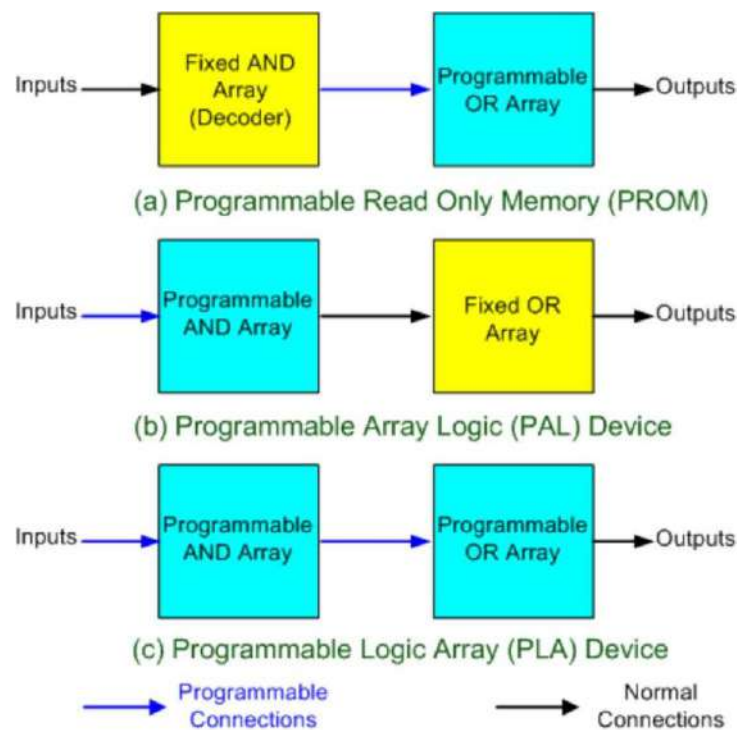 Inputs
Fixed AND
Array
(Decoder)
Programmable
OR Array
Outputs
(a) Programmable Read Only Memory (PROM)
Inputs
Programmable
AND Array
Fixed OR
Array
Outputs
(b) Programmable Array Logic (PAL) Device
Inputs
Programmable
AND Array
Programmable
OR Array
Outputs
(c) Programmable Logic Array (PLA) Device
Programmable
Connections
Normal
Connections